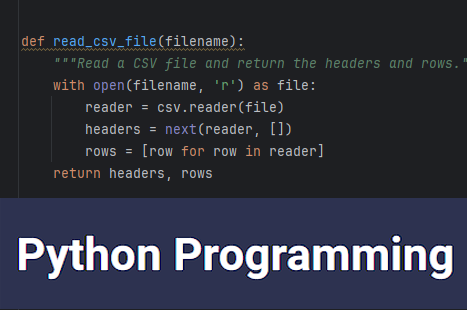 def read_csv_file(filename):
"""Read a CSV file and return the headers and rows."
with open(filename, 'r') as file:
reader = csv.reader(file)
headers = next(reader, [])
rows = [row for row in reader]
return headers, rows
Python Programming